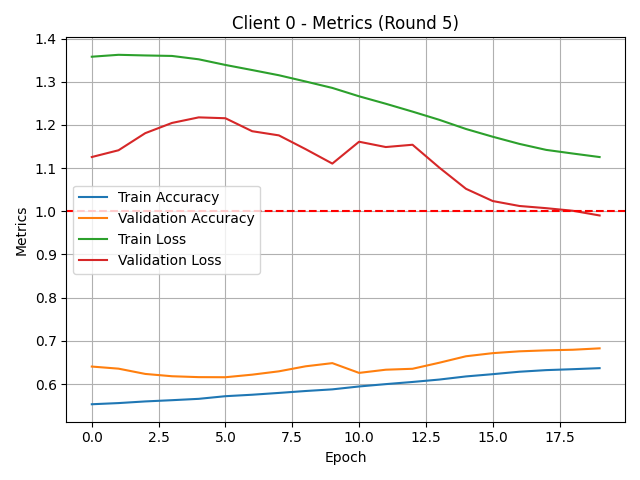 Client 0 - Metrics (Round 5)
1.4
1.3
1.2
1.1
1.0
0.9
0.8
0.7
0.6
Metrics
Train Accuracy
Validation Accuracy
Train Loss
Validation Loss
0.0 2.5 5.0 7.5 10.0 12.5 15.0 17.5
Epoch